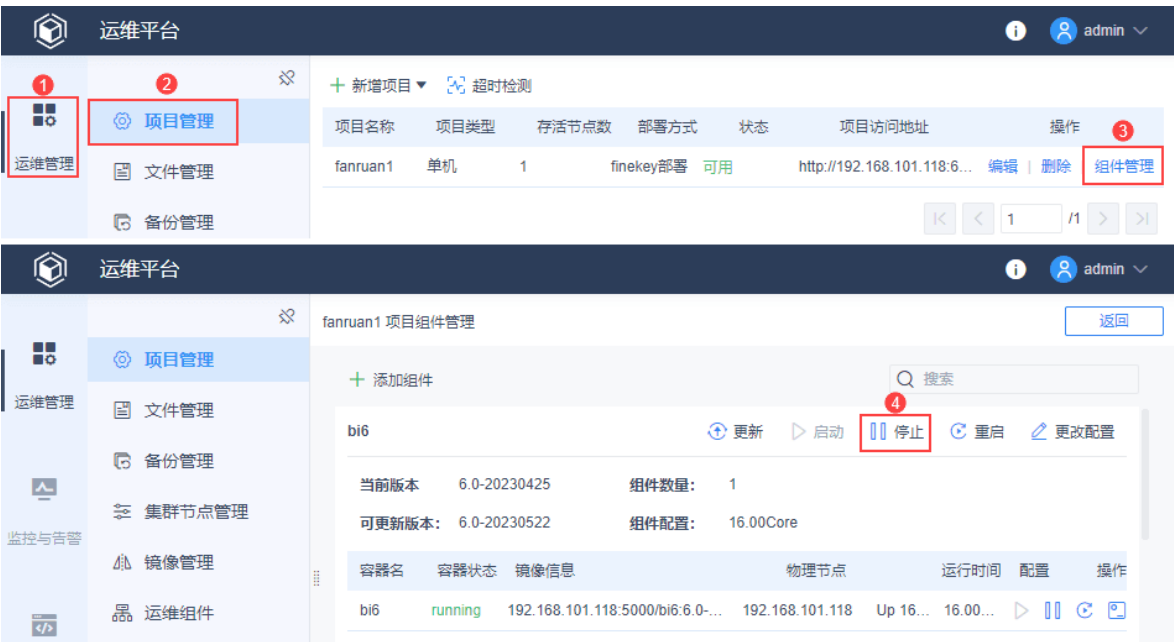 运维平台
admin
1
2
运维管理
项目管理
文件管理
备份管理
新增项目 超时检测
项目名称 项目类型 存活节点数 部署方式 状态 项目访问地址 操作
3
fanruan1 单机 1 finekey部署 可用 http://192.168.101.118:6... 编辑 | 删除 组件管理
1 /1
运维平台
admin
运维管理
监控与告警
项目管理
文件管理
备份管理
集群节点管理
镜像管理
运维组件
fanruan1 项目组件管理 返回
添加组件 搜索
4
bi6 更新 启动 停止 重启 更改配置
当前版本 6.0-20230425 组件数量： 1
可更新版本： 6.0-20230522 组件配置： 16.00Core
容器名 容器状态 镜像信息 物理节点 运行时间 配置 操作
bi6 running 192.168.101.118:5000/bi6:6.0-... 192.168.101.118 Up 16... 16.00...